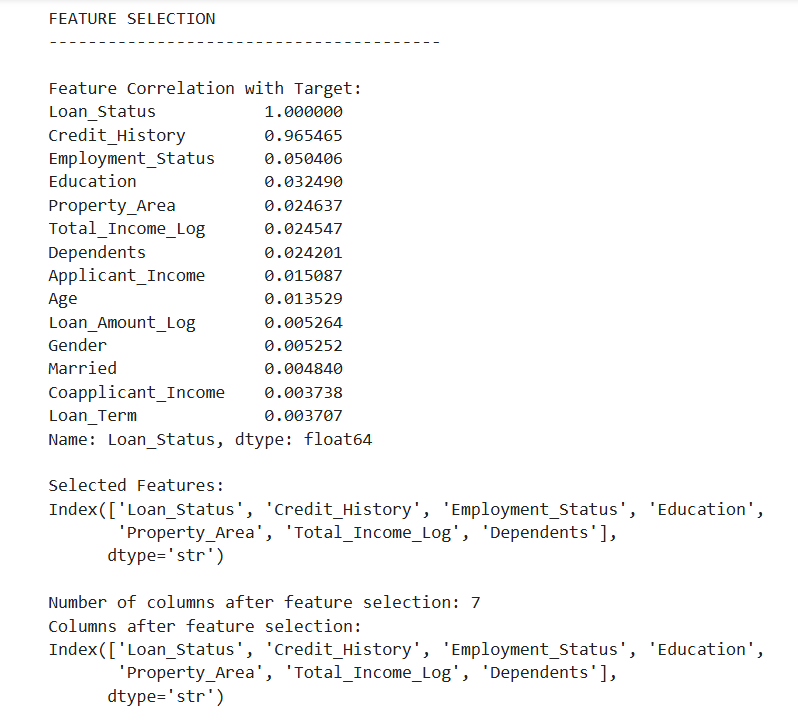 FEATURE SELECTION
----------------------------------------
Feature Correlation with Target:
Loan_Status           1.000000
Credit_History        0.965465
Employment_Status     0.050406
Education             0.032490
Property_Area         0.024637
Total_Income_Log      0.024547
Dependents            0.024201
Applicant_Income      0.015087
Age                   0.013529
Loan_Amount_Log       0.005264
Gender                0.005252
Married               0.004840
Coapplicant_Income    0.003738
Loan_Term             0.003707
Name: Loan_Status, dtype: float64
Selected Features:
Index(['Loan_Status', 'Credit_History', 'Employment_Status', 'Education',
       'Property_Area', 'Total_Income_Log', 'Dependents'],
      dtype='str')
Number of columns after feature selection: 7
Columns after feature selection:
Index(['Loan_Status', 'Credit_History', 'Employment_Status', 'Education',
       'Property_Area', 'Total_Income_Log', 'Dependents'],
      dtype='str')